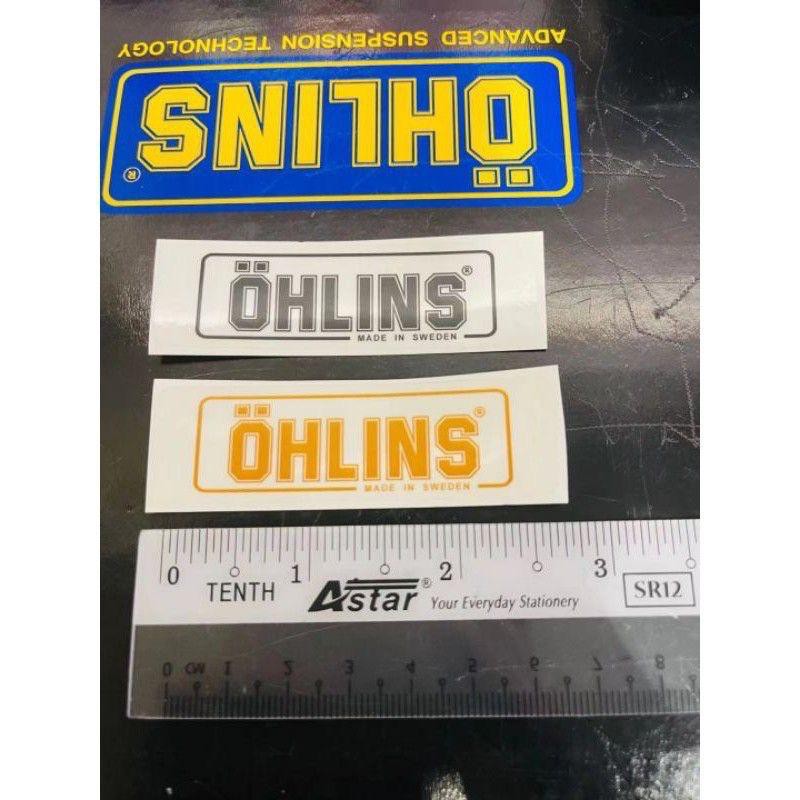 ADVANCED SUSPENSION TECHNOLOGY
ÖHLINS®
ÖHLINS®
MADE IN SWEDEN
ÖHLINS®
MADE IN SWEDEN
0 1 2 3
TENTH Astar® Your Everyday Stationery SR12
0 CM 1 2 3 4 5 6 7 8